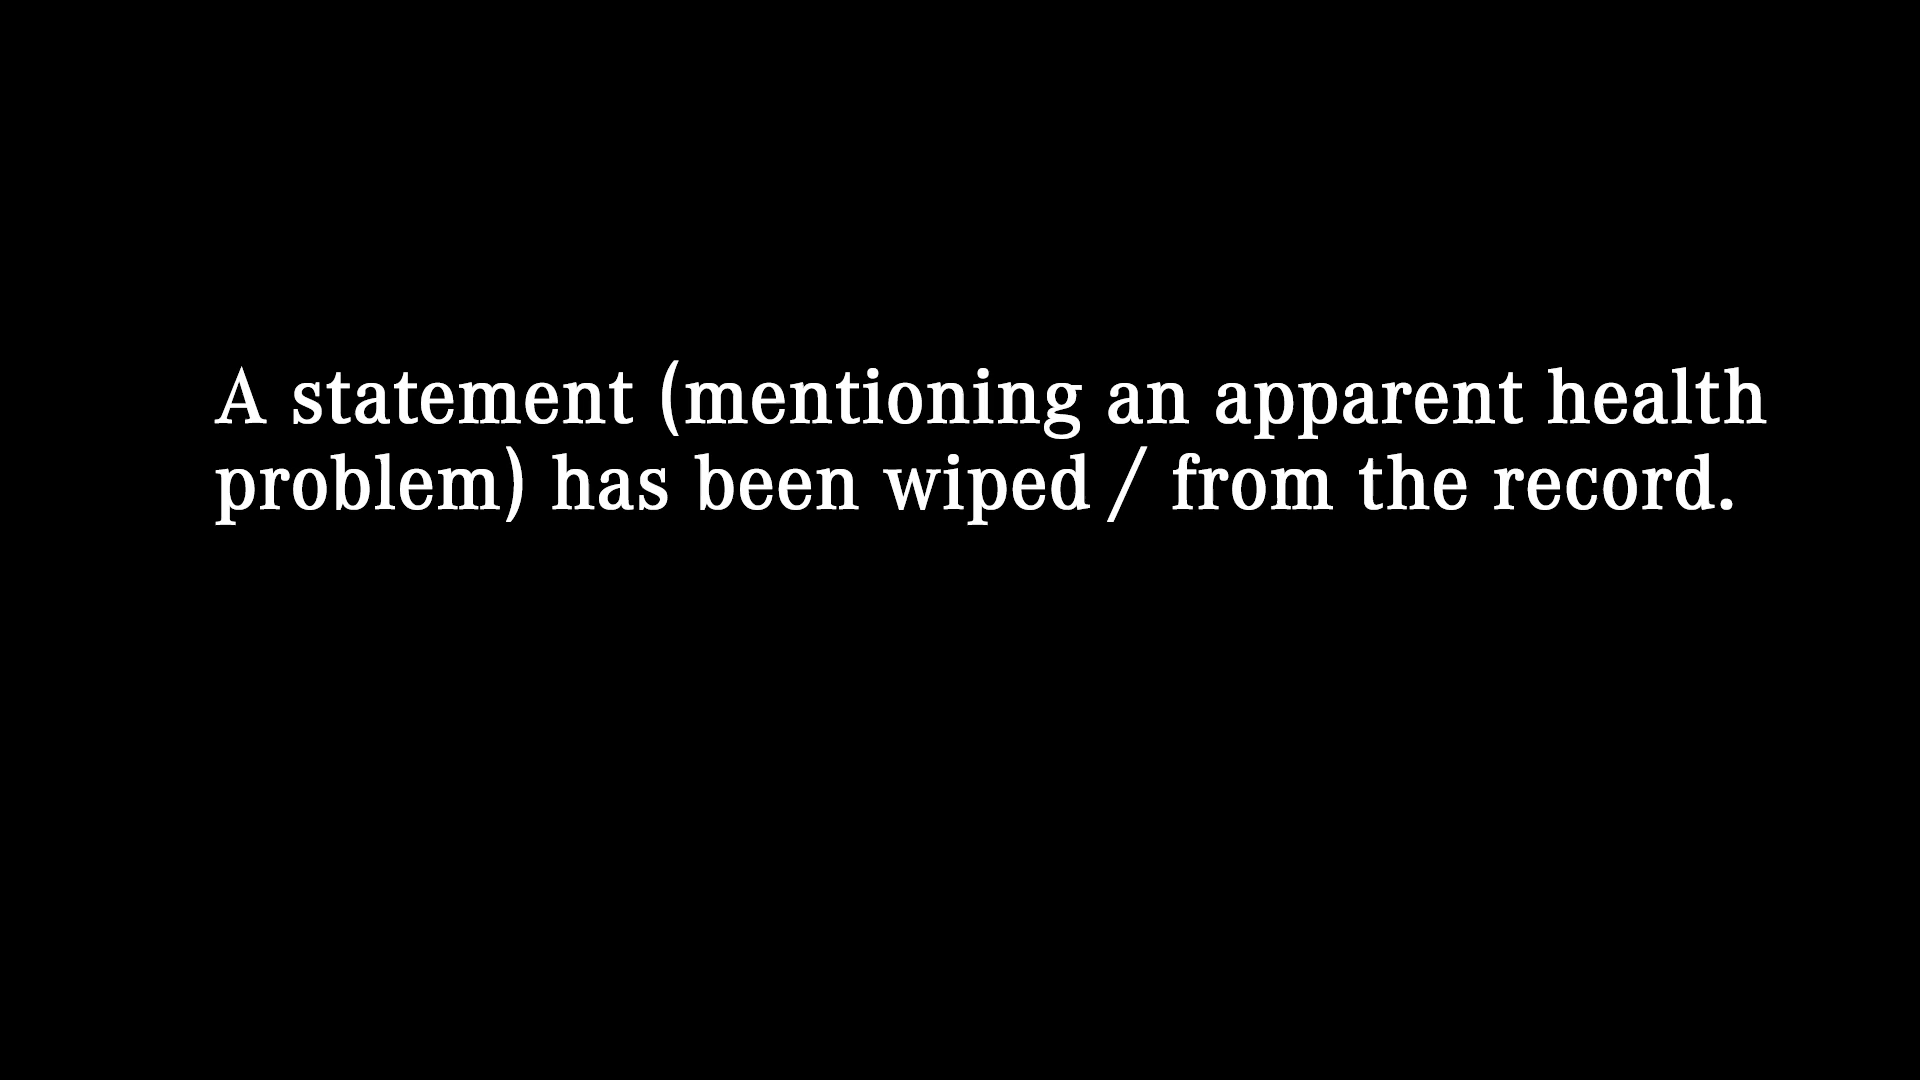 A statement (mentioning an apparent health
problem) has been wiped / from the record.